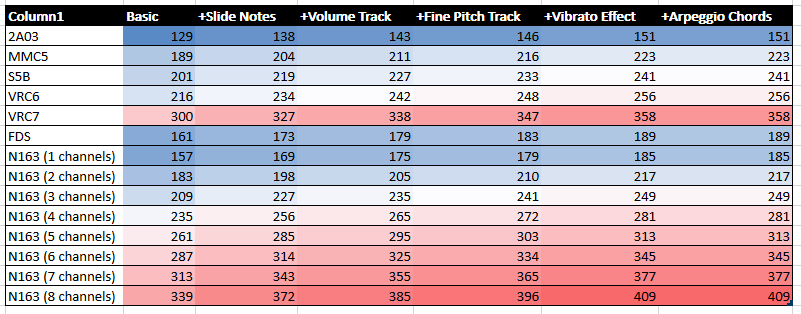 Column1 Basic +Slide Notes +Volume Track +Fine Pitch Track +Vibrato Effect +Arpeggio Chords
2A03 129 138 143 146 151 151
MMC5 189 204 211 216 223 223
S5B 201 219 227 233 241 241
VRC6 216 234 242 248 256 256
VRC7 300 327 338 347 358 358
FDS 161 173 179 183 189 189
N163 (1 channels) 157 169 175 179 185 185
N163 (2 channels) 183 198 205 210 217 217
N163 (3 channels) 209 227 235 241 249 249
N163 (4 channels) 235 256 265 272 281 281
N163 (5 channels) 261 285 295 303 313 313
N163 (6 channels) 287 314 325 334 345 345
N163 (7 channels) 313 343 355 365 377 377
N163 (8 channels) 339 372 385 396 409 409